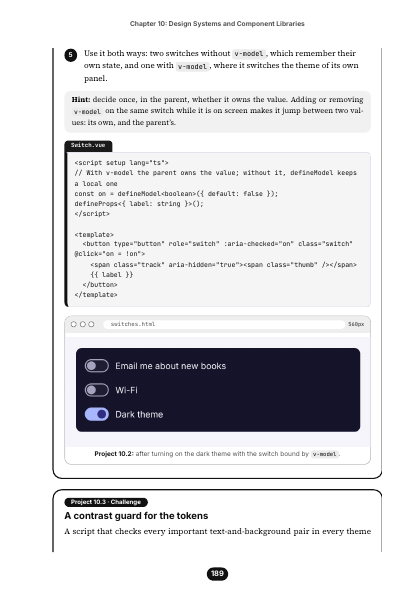 Chapter 10: Design Systems and Component Libraries
5 Use it both ways: two switches without v-model, which remember their
own state, and one with v-model, where it switches the theme of its own
panel.
Hint: decide once, in the parent, whether it owns the value. Adding or removing
v-model on the same switch while it is on screen makes it jump between two val-
ues: its own, and the parent's.
Switch.vue
<script setup lang="ts">
// With v-model the parent owns the value; without it, defineModel keeps
a local one
const on = defineModel<boolean>({ default: false });
defineProps<{ label: string }>();
</script>
<template>
<button type="button" role="switch" :aria-checked="on" class="switch"
@click="on = !on">
<span class="track" aria-hidden="true"><span class="thumb" /></span>
{{ label }}
</button>
</template>
switches.html 560px
Email me about new books
Wi-Fi
Dark theme
Project 10.2: after turning on the dark theme with the switch bound by v-model.
Project 10.3 · Challenge
A contrast guard for the tokens
A script that checks every important text-and-background pair in every theme
189